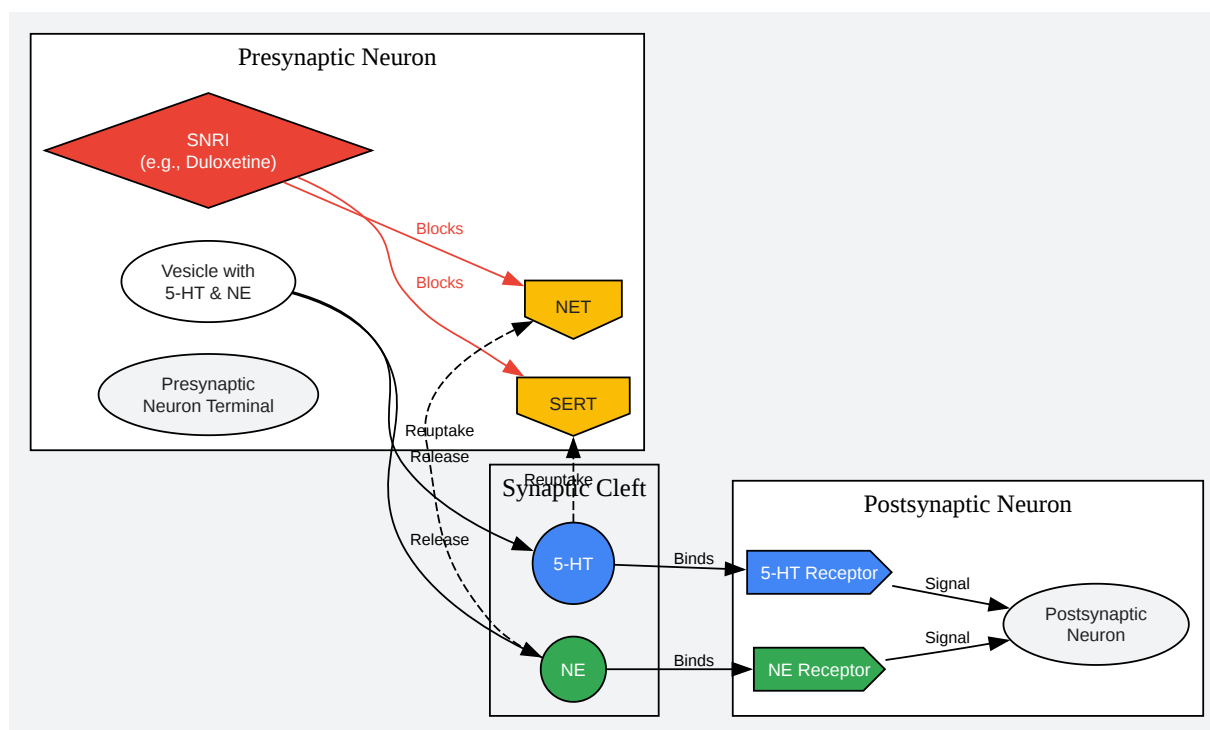 Presynaptic Neuron
SNRI
(e.g., Duloxetine)
Blocks
Vesicle with
5-HT & NE
Blocks
NET
Presynaptic
Neuron Terminal
SERT
Reuptake
Release
Reuptake
Synaptic Cleft
Release
5-HT
NE
Binds
Binds
Postsynaptic Neuron
5-HT Receptor
Signal
Postsynaptic
Neuron
Signal
NE Receptor